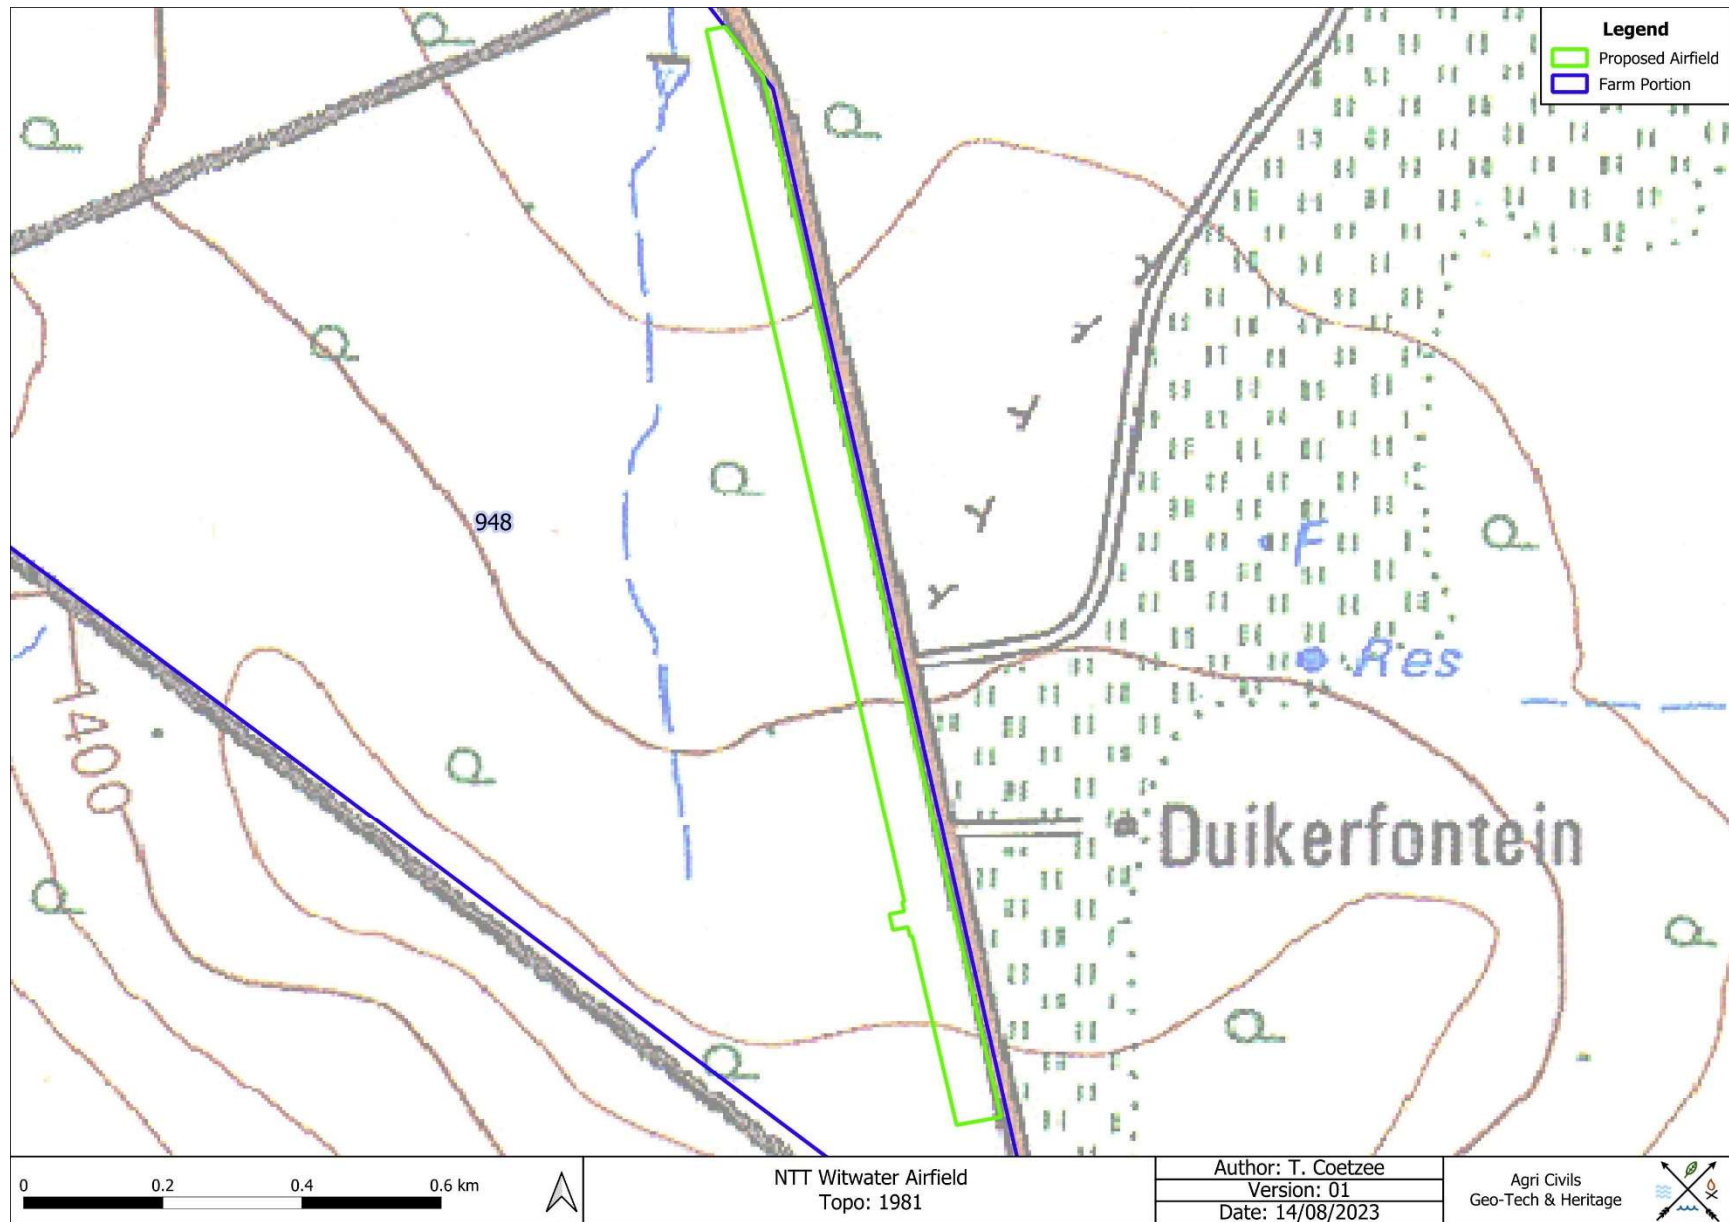 Legend
Proposed Airfield
Farm Portion
948
F
Res
1400
Duikerfontein
0 0.2 0.4 0.6 km
NTT Witwater Airfield
Topo: 1981
Author: T. Coetzee
Version: 01
Date: 14/08/2023
Agri Civils
Geo-Tech & Heritage